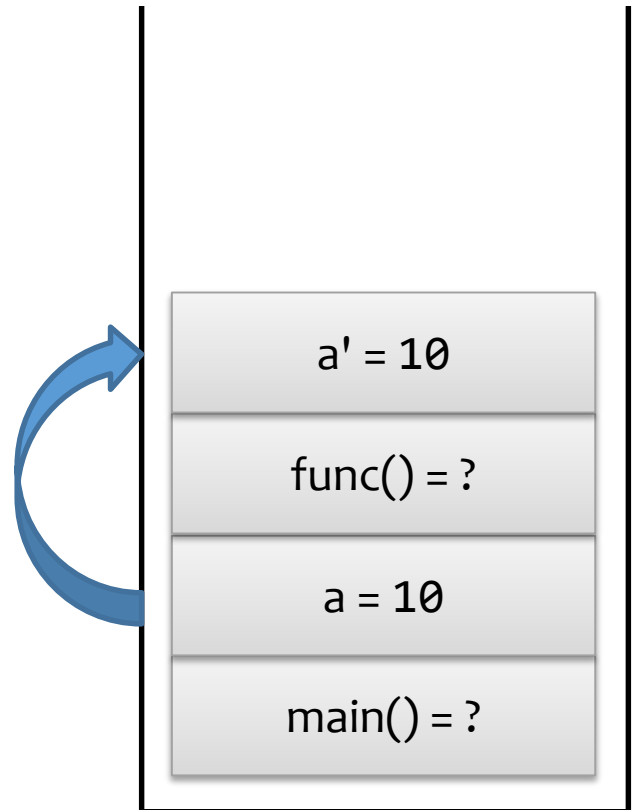 a' = 10
func() = ?
a = 10
main() = ?